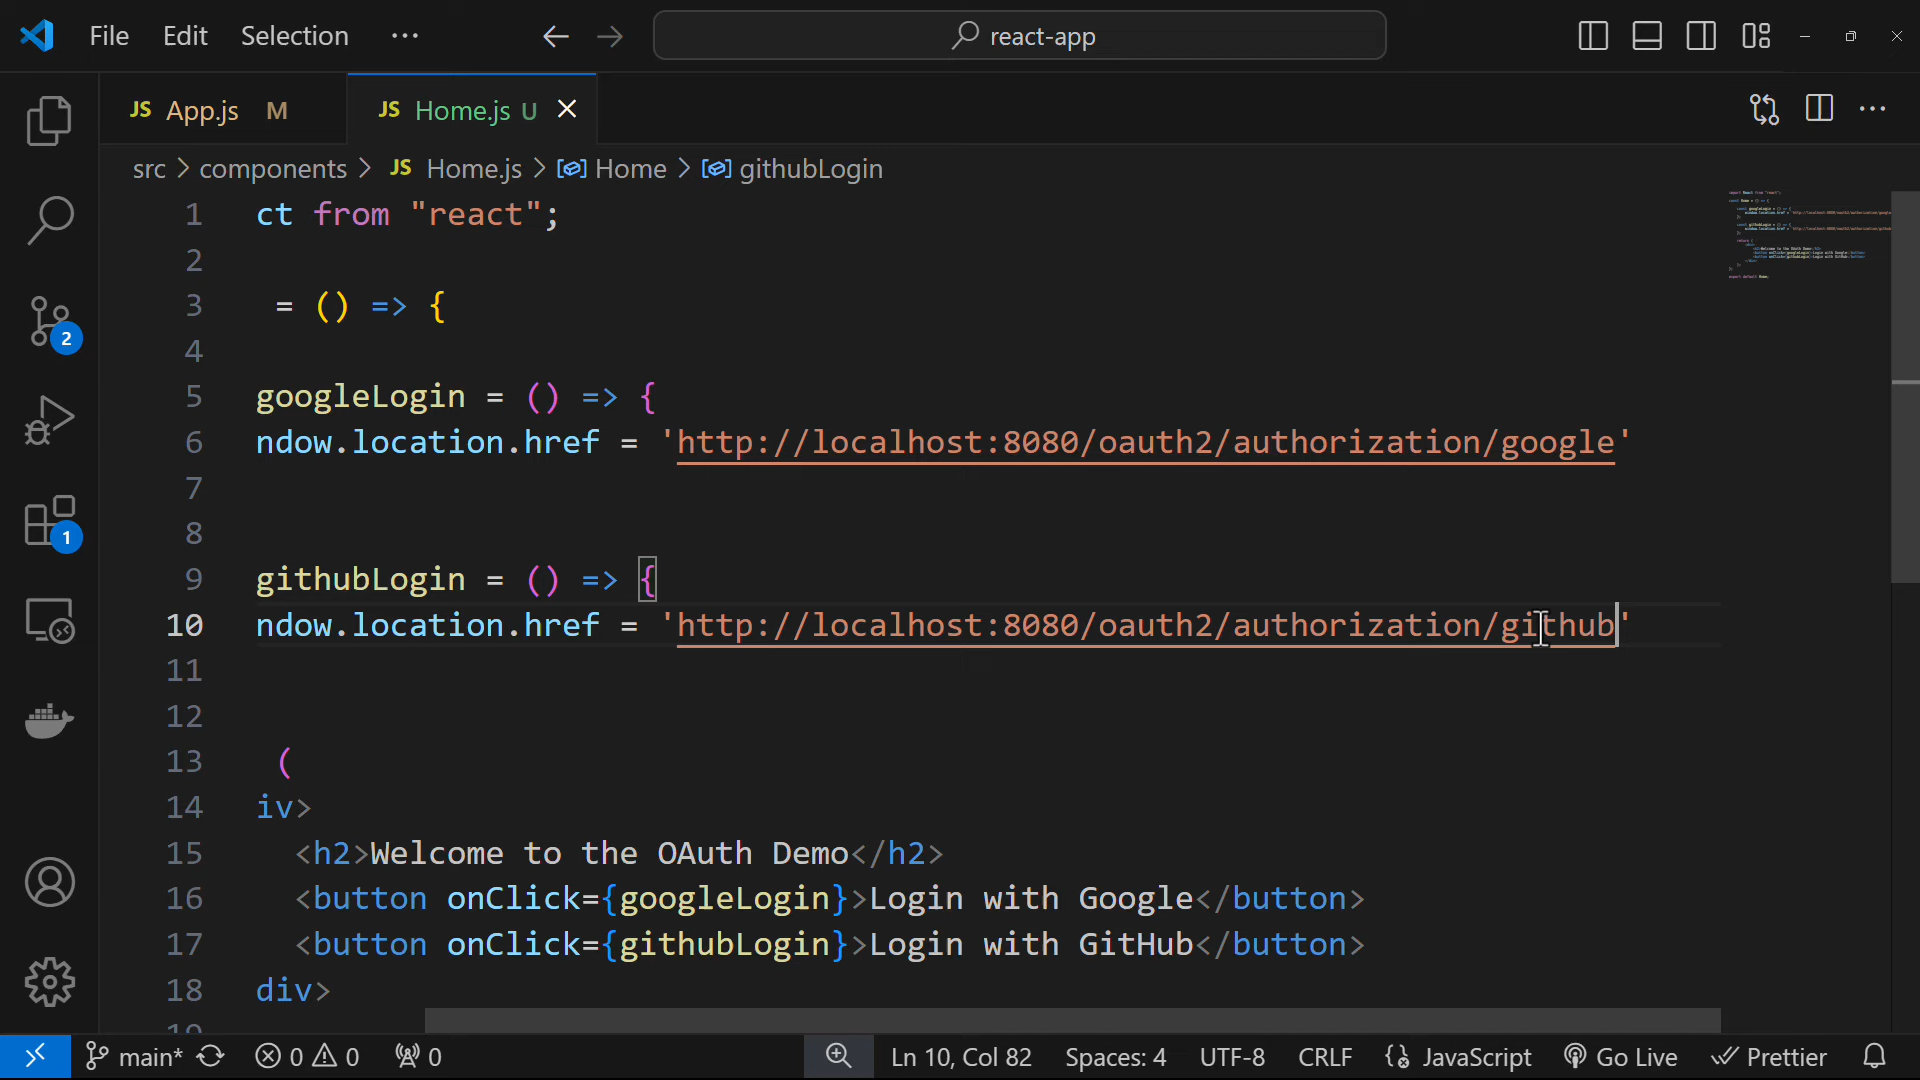 File Edit Selection ··· react-app
JS App.js M JS Home.js U
src > components > JS Home.js > Home > githubLogin
1 ct from "react";
2
3 = () => {
4
5 googleLogin = () => {
6 ndow.location.href = 'http://localhost:8080/oauth2/authorization/google'
7
8
9 githubLogin = () => {
10 ndow.location.href = 'http://localhost:8080/oauth2/authorization/github'
11
12
13 (
14 iv>
15 <h2>Welcome to the OAuth Demo</h2>
16 <button onClick={googleLogin}>Login with Google</button>
17 <button onClick={githubLogin}>Login with GitHub</button>
18 div>
2
1
main* 0 0 0 Ln 10, Col 82 Spaces: 4 UTF-8 CRLF JavaScript Go Live Prettier